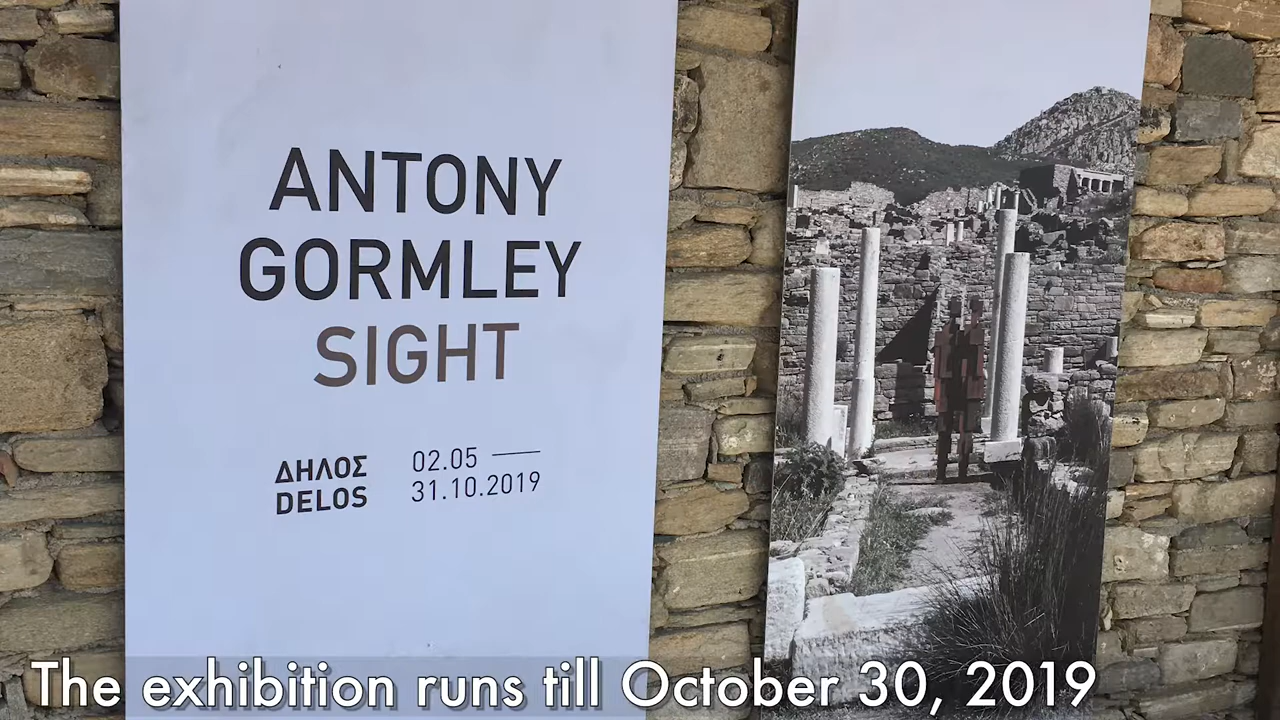 ANTONY
GORMLEY
SIGHT
ΔΗΛΟΣ
DELOS
02.05 —
31.10.2019
The exhibition runs till October 30, 2019